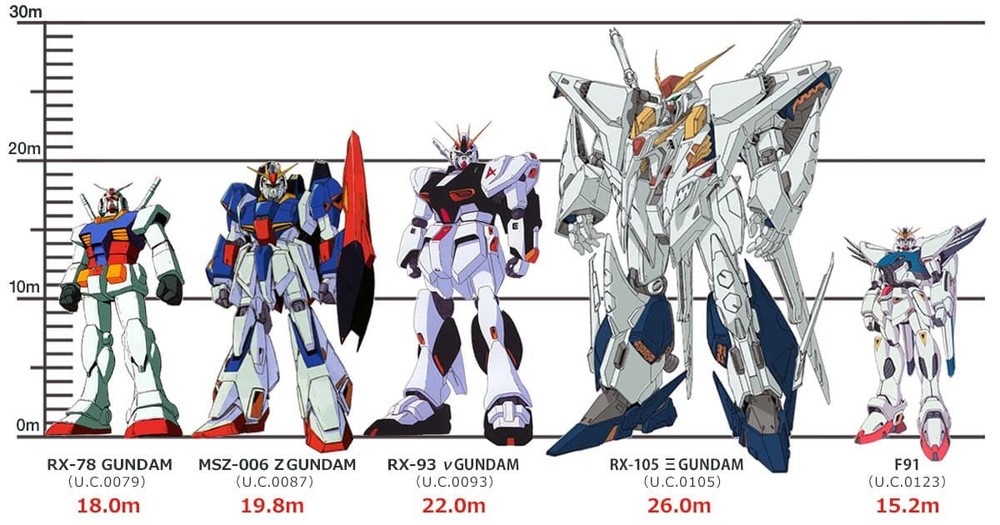 30m
20m
10m
0m
RX-78 GUNDAM
(U.C.0079)
18.0m
MSZ-006 Z GUNDAM
(U.C.0087)
19.8m
RX-93 νGUNDAM
(U.C.0093)
22.0m
RX-105 Ξ GUNDAM
(U.C.0105)
26.0m
F91
(U.C.0123)
15.2m